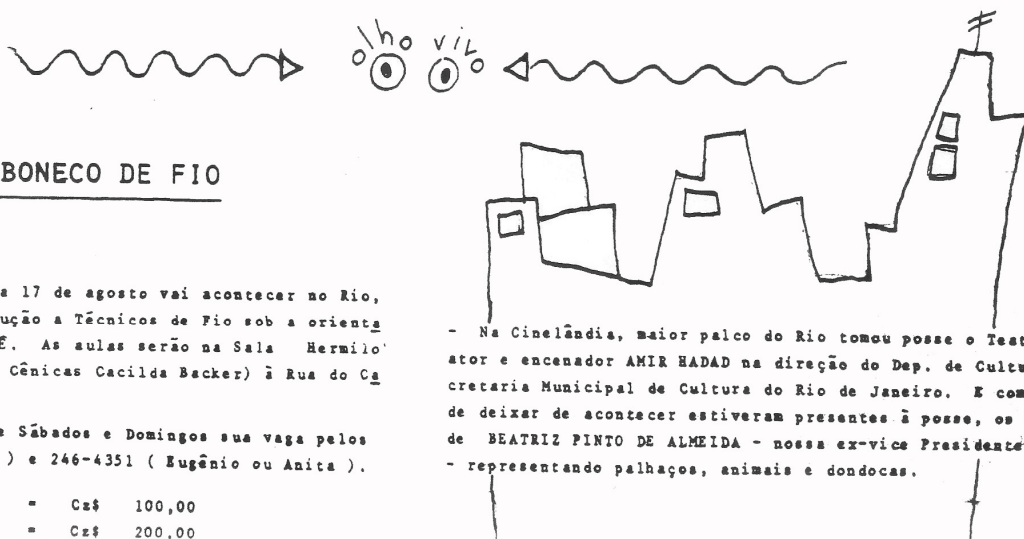 olho vivo
BONECO DE FIO
a 17 de agosto vai acontecer no Rio,
ução a Técnicos de Fio sob a orienta
É. As aulas serão na Sala Hermilo
Cênicas Cacilda Backer) à Rua do Ca
e Sábados e Domingos sua vaga pelos
) e 246-4351 ( Eugênio ou Anita ).
= Cz$ 100,00
= Cz$ 200,00
- Na Cinelândia, maior palco do Rio tomou posse o Teat
ator e encenador AMIR HADAD na direção do Dep. de Cultu
cretaria Municipal de Cultura do Rio de Janeiro. E com
de deixar de acontecer estiveram presentes à posse, os
de BEATRIZ PINTO DE ALMEIDA - nossa ex-vice Presidente
- representando palhaços, animais e dondocas.